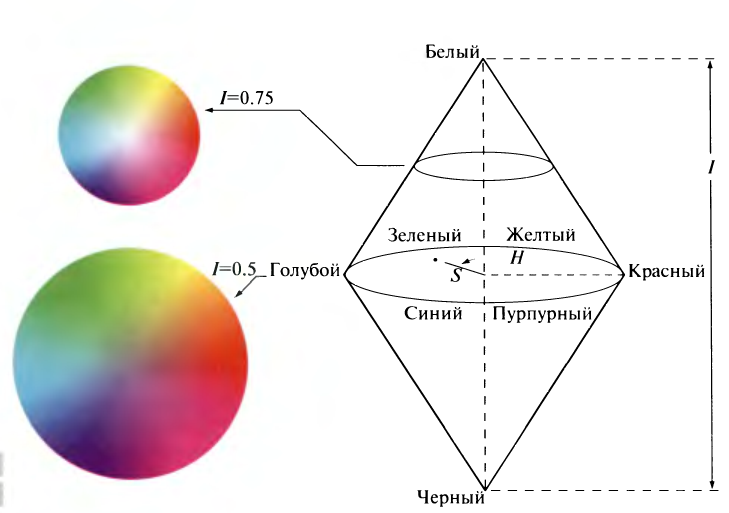 Белый
I=0.75
I
Зеленый Желтый
H
I=0.5 Голубой S Красный
Синий Пурпурный
Черный